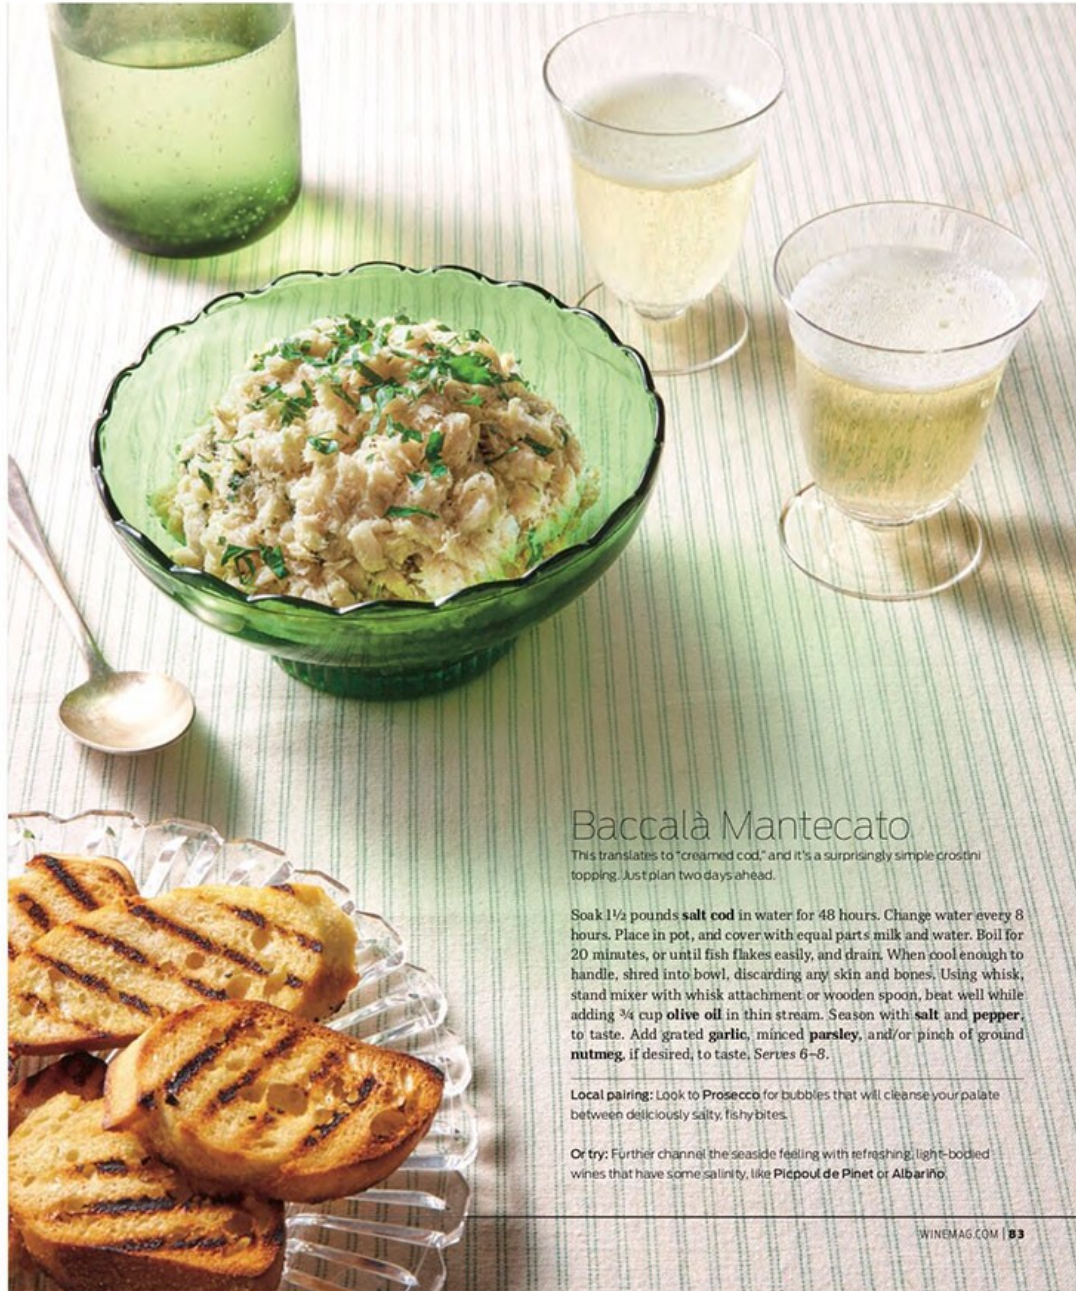 Baccalà Mantecato
This translates to “creamed cod,” and it’s a surprisingly simple crostini
topping. Just plan two days ahead.
Soak 1½ pounds salt cod in water for 48 hours. Change water every 8
hours. Place in pot, and cover with equal parts milk and water. Boil for
20 minutes, or until fish flakes easily, and drain. When cool enough to
handle, shred into bowl, discarding any skin and bones. Using whisk,
stand mixer with whisk attachment or wooden spoon, beat well while
adding ¾ cup olive oil in thin stream. Season with salt and pepper,
to taste. Add grated garlic, minced parsley, and/or pinch of ground
nutmeg, if desired, to taste. Serves 6–8.
Local pairing: Look to Prosecco for bubbles that will cleanse your palate
between deliciously salty, fishy bites.
Or try: Further channel the seaside feeling with refreshing, light-bodied
wines that have some salinity, like Picpoul de Pinet or Albariño.
WINEMAG.COM | 83